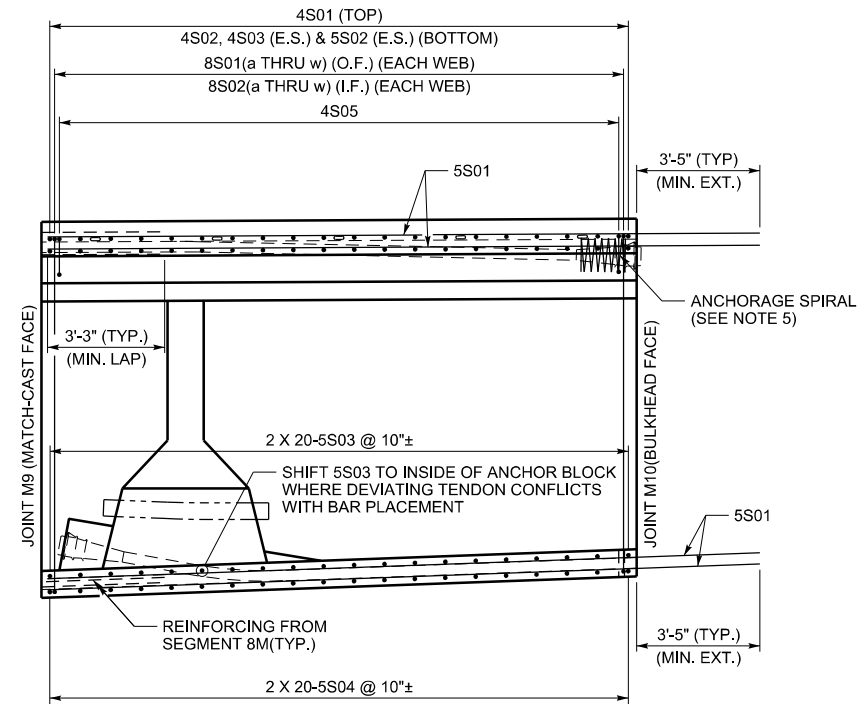 4S01 (TOP)
4S02, 4S03 (E.S.) & 5S02 (E.S.) (BOTTOM)
8S01(a THRU w) (O.F.) (EACH WEB)
8S02(a THRU w) (I.F.) (EACH WEB)
4S05
3'-5" (TYP)
(MIN. EXT.)
5S01
ANCHORAGE SPIRAL
(SEE NOTE 5)
JOINT M9 (MATCH-CAST FACE)
3'-3" (TYP.)
(MIN. LAP)
JOINT M10(BULKHEAD FACE)
2 X 20-5S03 @ 10"±
SHIFT 5S03 TO INSIDE OF ANCHOR BLOCK
WHERE DEVIATING TENDON CONFLICTS
WITH BAR PLACEMENT
5S01
REINFORCING FROM
SEGMENT 8M(TYP.)
3'-5" (TYP.)
(MIN. EXT.)
2 X 20-5S04 @ 10"±